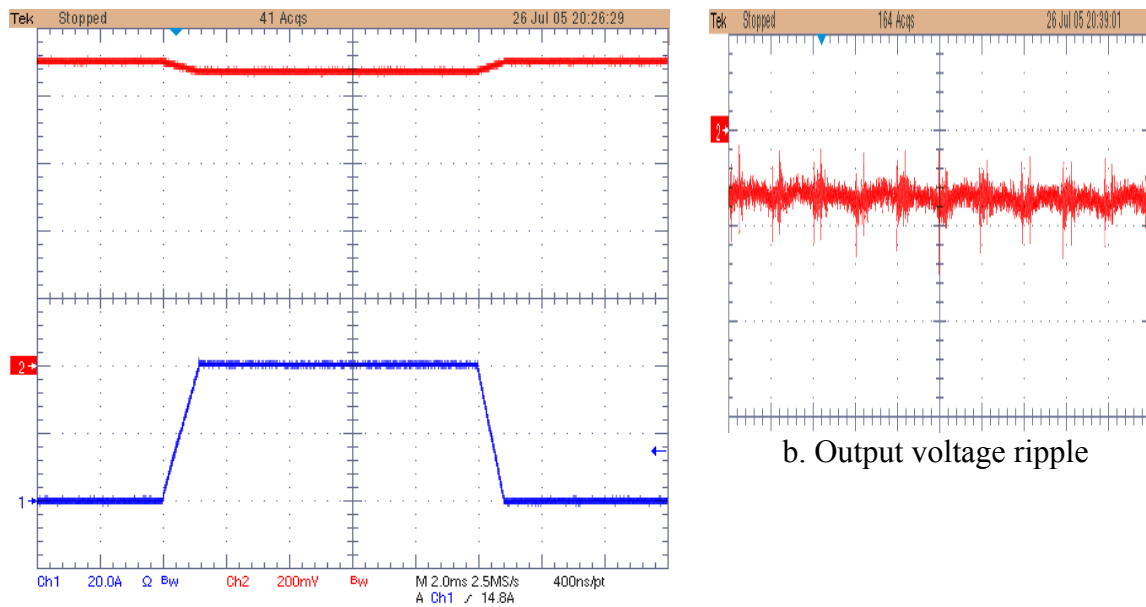 Tek Stopped 41 Acqs 26 Jul 05 20:26:29
2
1
Ch1 20.0A Ω Bw Ch2 200mV Bw M 2.0ms 2.5MS/s 400ns/pt
A Ch1 ∕ 14.8A
Tek Stopped 164 Acqs 26 Jul 05 20:39:01
2
b. Output voltage ripple